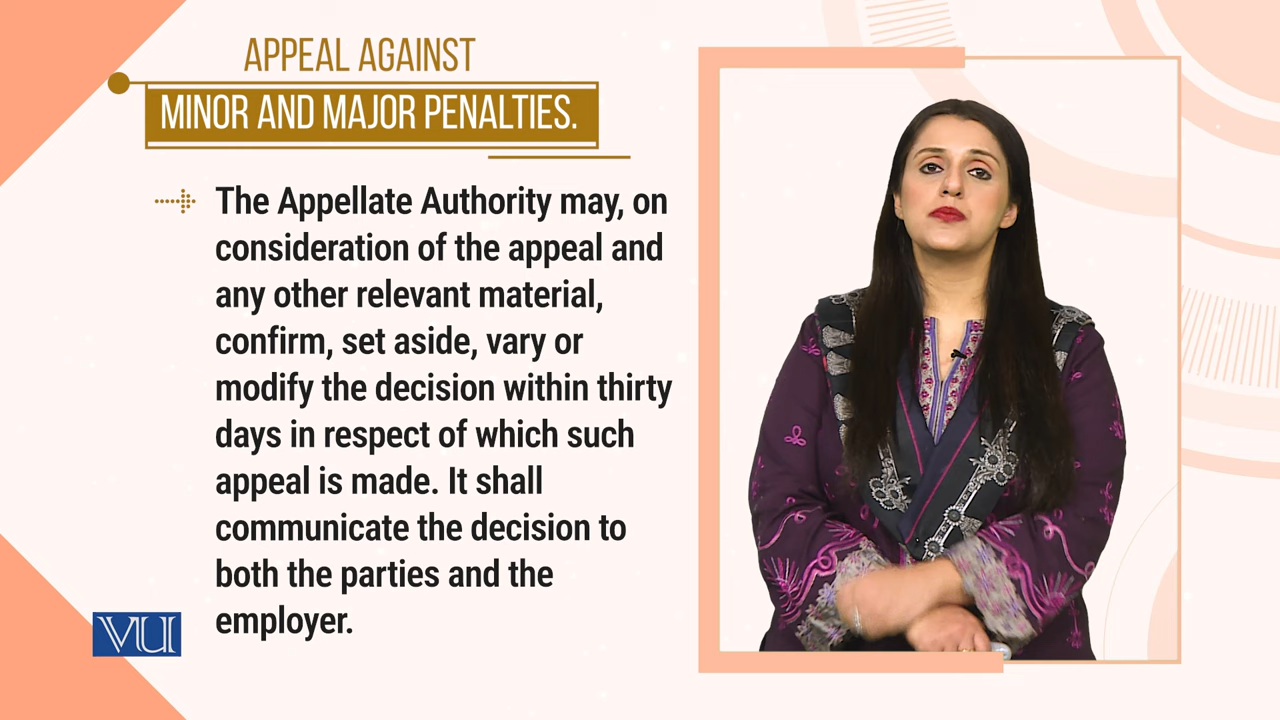 APPEAL AGAINST
MINOR AND MAJOR PENALTIES.
The Appellate Authority may, on
consideration of the appeal and
any other relevant material,
confirm, set aside, vary or
modify the decision within thirty
days in respect of which such
appeal is made. It shall
communicate the decision to
both the parties and the
employer.
VU